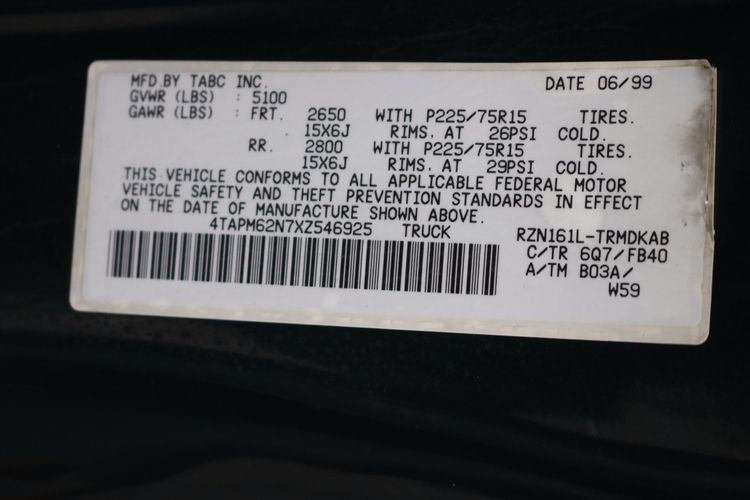 MFD.BY TABC INC. DATE 06/99
GVWR (LBS) : 5100
GAWR (LBS) : FRT. 2650 WITH P225/75R15 TIRES.
15X6J RIMS. AT 26PSI COLD.
RR. 2800 WITH P225/75R15 TIRES.
15X6J RIMS. AT 29PSI COLD.
THIS VEHICLE CONFORMS TO ALL APPLICABLE FEDERAL MOTOR
VEHICLE SAFETY AND THEFT PREVENTION STANDARDS IN EFFECT
ON THE DATE OF MANUFACTURE SHOWN ABOVE.
4TAPM62N7XZ546925 TRUCK RZN161L-TRMDKAB
C/TR 6Q7/FB40
A/TM B03A/
W59